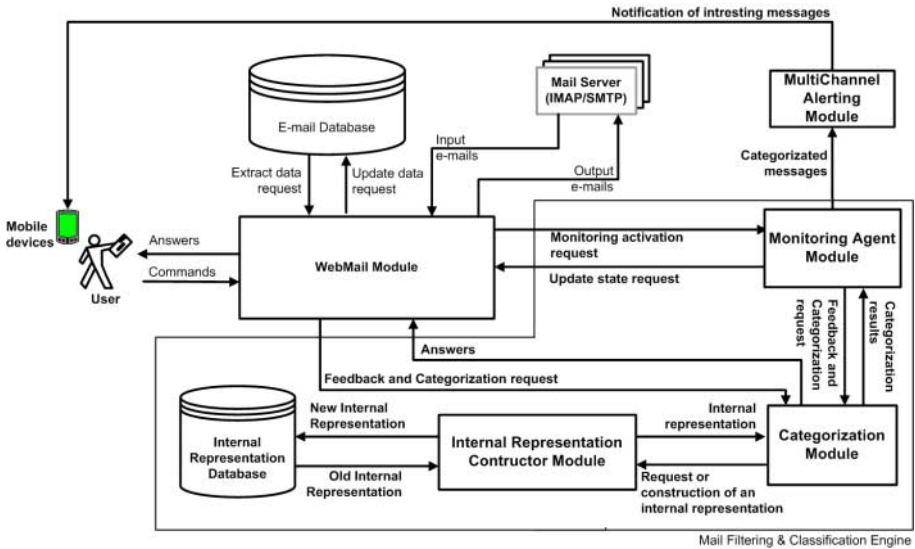 Notification of intresting messages
Mail Server
(IMAP/SMTP)
MultiChannel
Alerting
Module
E-mail Database
Input
e-mails
Extract data
request
Update data
request
Output
e-mails
Categorizated
messages
Mobile
devices
Answers
Commands
User
WebMail Module
Monitoring activation
request
Update state request
Monitoring Agent
Module
Feedback and
Categorization
request
Categorization
results
Answers
Feedback and Categorization request
Internal
Representation
Database
New Internal
Representation
Old Internal
Representation
Internal Representation
Contructor Module
Internal
representation
Request or
construction of an
internal representation
Categorization
Module
Mail Filtering & Classification Engine